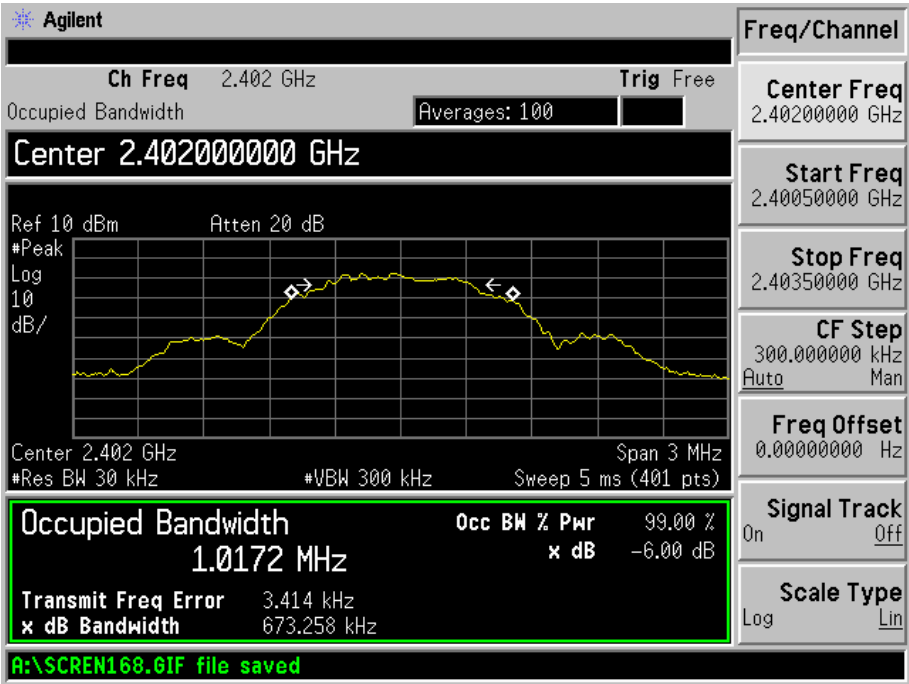 Agilent
Ch Freq 2.402 GHz Trig Free
Occupied Bandwidth Averages: 100
Center 2.402000000 GHz
Ref 10 dBm Atten 20 dB
#Peak
Log
10
dB/
Center 2.402 GHz Span 3 MHz
#Res BW 30 kHz #VBW 300 kHz Sweep 5 ms (401 pts)
Occupied Bandwidth Occ BW % Pwr 99.00 %
1.0172 MHz x dB -6.00 dB
Transmit Freq Error 3.414 kHz
x dB Bandwidth 673.258 kHz
A:\SCREN168.GIF file saved
Freq/Channel
Center Freq
2.40200000 GHz
Start Freq
2.40050000 GHz
Stop Freq
2.40350000 GHz
CF Step
300.000000 kHz
Auto Man
Freq Offset
0.00000000 Hz
Signal Track
On Off
Scale Type
Log Lin